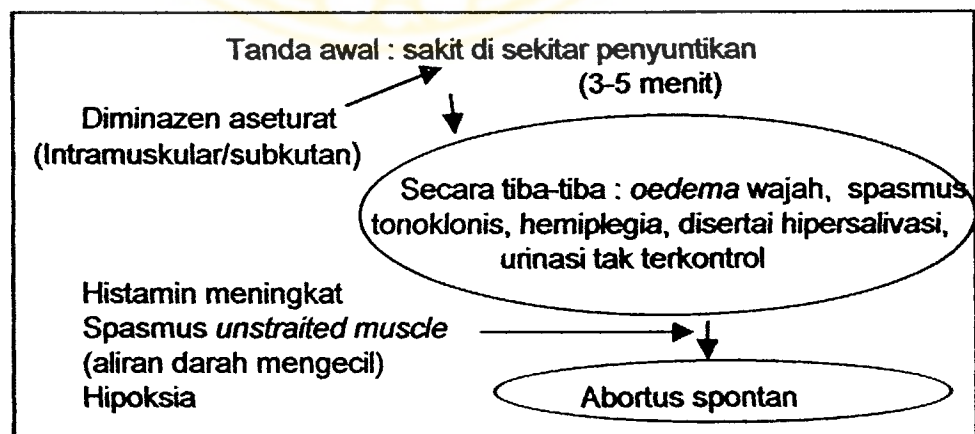 Tanda awal : sakit di sekitar penyuntikan
(3-5 menit)
Diminazen aseturat
(Intramuskular/subkutan)
Secara tiba-tiba : oedema wajah, spasmus
tonoklonis, hemiplegia, disertai hipersalivasi,
urinasi tak terkontrol
Histamin meningkat
Spasmus unstraited muscle
(aliran darah mengecil)
Hipoksia
Abortus spontan